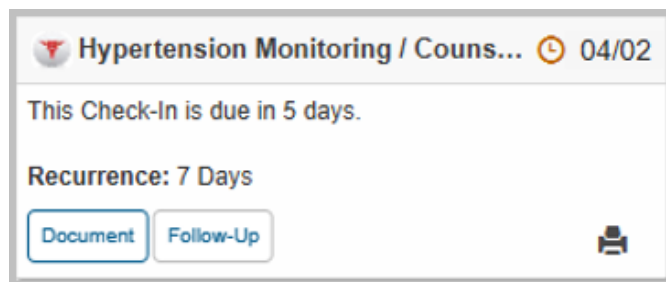 Hypertension Monitoring / Couns... 04/02
This Check-In is due in 5 days.
Recurrence: 7 Days
Document Follow-Up